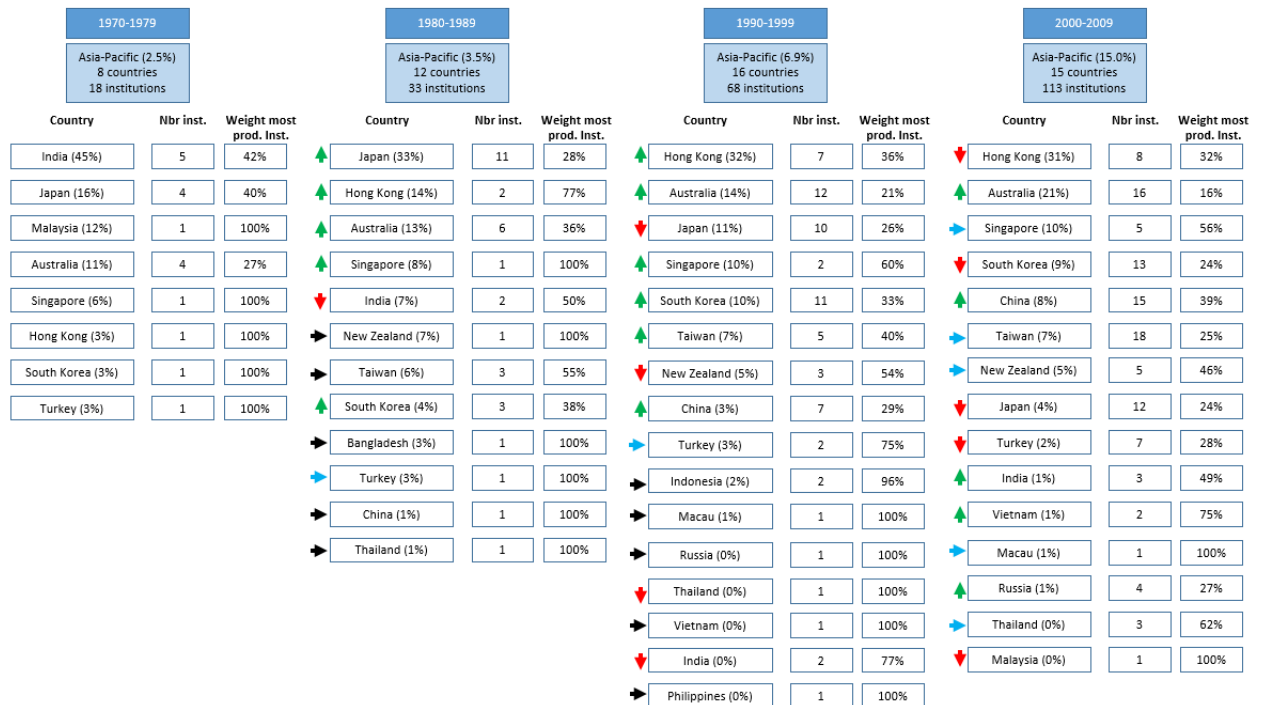 1970-1979
Asia-Pacific (2.5%)
8 countries
18 institutions
Country Nbr inst. Weight most
prod. Inst.
India (45%) 5 42%
Japan (16%) 4 40%
Malaysia (12%) 1 100%
Australia (11%) 4 27%
Singapore (6%) 1 100%
Hong Kong (3%) 1 100%
South Korea (3%) 1 100%
Turkey (3%) 1 100%
1980-1989
Asia-Pacific (3.5%)
12 countries
33 institutions
Country Nbr inst. Weight most
prod. Inst.
Japan (33%) 11 28%
Hong Kong (14%) 2 77%
Australia (13%) 6 36%
Singapore (8%) 1 100%
India (7%) 2 50%
New Zealand (7%) 1 100%
Taiwan (6%) 3 55%
South Korea (4%) 3 38%
Bangladesh (3%) 1 100%
Turkey (3%) 1 100%
China (1%) 1 100%
Thailand (1%) 1 100%
1990-1999
Asia-Pacific (6.9%)
16 countries
68 institutions
Country Nbr inst. Weight most
prod. Inst.
Hong Kong (32%) 7 36%
Australia (14%) 12 21%
Japan (11%) 10 26%
Singapore (10%) 2 60%
South Korea (10%) 11 33%
Taiwan (7%) 5 40%
New Zealand (5%) 3 54%
China (3%) 7 29%
Turkey (3%) 2 75%
Indonesia (2%) 2 96%
Macau (1%) 1 100%
Russia (0%) 1 100%
Thailand (0%) 1 100%
Vietnam (0%) 1 100%
India (0%) 2 77%
Philippines (0%) 1 100%
2000-2009
Asia-Pacific (15.0%)
15 countries
113 institutions
Country Nbr inst. Weight most
prod. Inst.
Hong Kong (31%) 8 32%
Australia (21%) 16 16%
Singapore (10%) 5 56%
South Korea (9%) 13 24%
China (8%) 15 39%
Taiwan (7%) 18 25%
New Zealand (5%) 5 46%
Japan (4%) 12 24%
Turkey (2%) 7 28%
India (1%) 3 49%
Vietnam (1%) 2 75%
Macau (1%) 1 100%
Russia (1%) 4 27%
Thailand (0%) 3 62%
Malaysia (0%) 1 100%